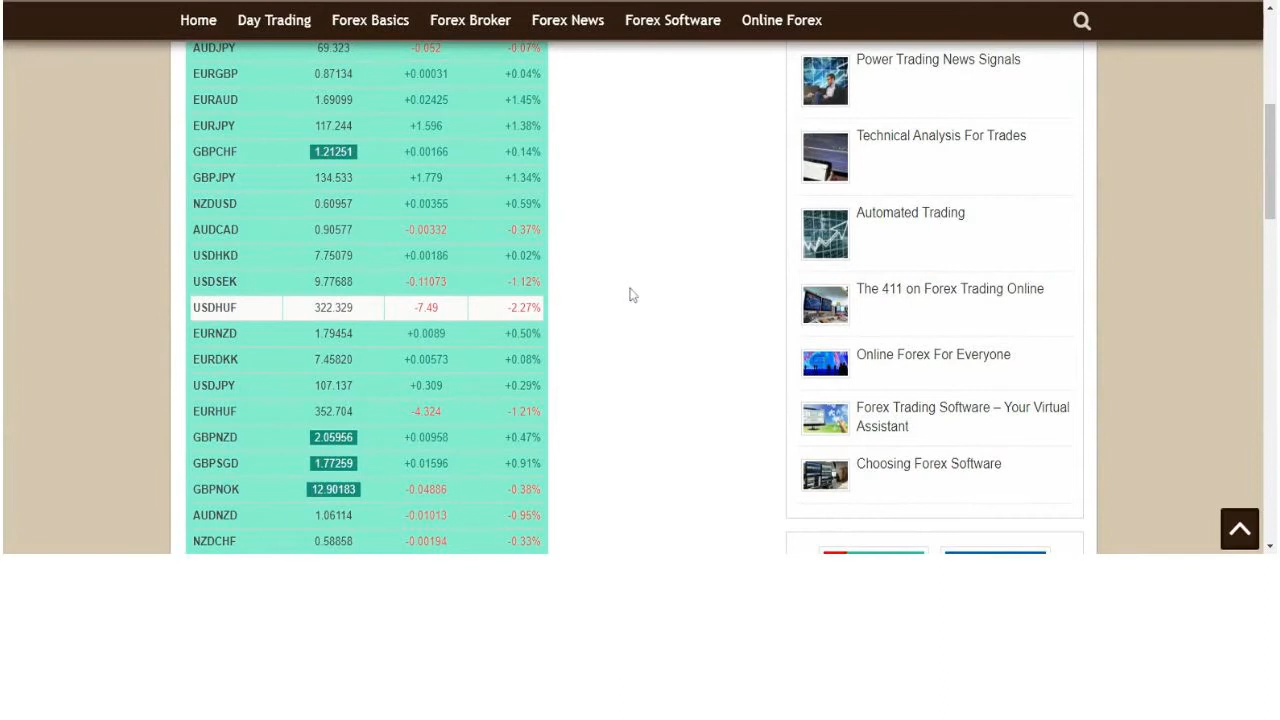 Home Day Trading Forex Basics Forex Broker Forex News Forex Software Online Forex
AUDJPY 69.323 -0.052 -0.07%
EURGBP 0.87134 +0.00031 +0.04%
EURAUD 1.69099 +0.02425 +1.45%
EURJPY 117.244 +1.596 +1.38%
GBPCHF 1.21251 +0.00166 +0.14%
GBPJPY 134.533 +1.779 +1.34%
NZDUSD 0.60957 +0.00355 +0.59%
AUDCAD 0.90577 -0.00332 -0.37%
USDHKD 7.75079 +0.00186 +0.02%
USDSEK 9.77688 -0.11073 -1.12%
USDHUF 322.329 -7.49 -2.27%
EURNZD 1.79454 +0.0089 +0.50%
EURDKK 7.45820 +0.00573 +0.08%
USDJPY 107.137 +0.309 +0.29%
EURHUF 352.704 -4.324 -1.21%
GBPNZD 2.05956 +0.00958 +0.47%
GBPSGD 1.77259 +0.01596 +0.91%
GBPNOK 12.90183 -0.04886 -0.38%
AUDNZD 1.06114 -0.01013 -0.95%
NZDCHF 0.58858 -0.00194 -0.33%
Power Trading News Signals
Technical Analysis For Trades
Automated Trading
The 411 on Forex Trading Online
Online Forex For Everyone
Forex Trading Software – Your Virtual
Assistant
Choosing Forex Software